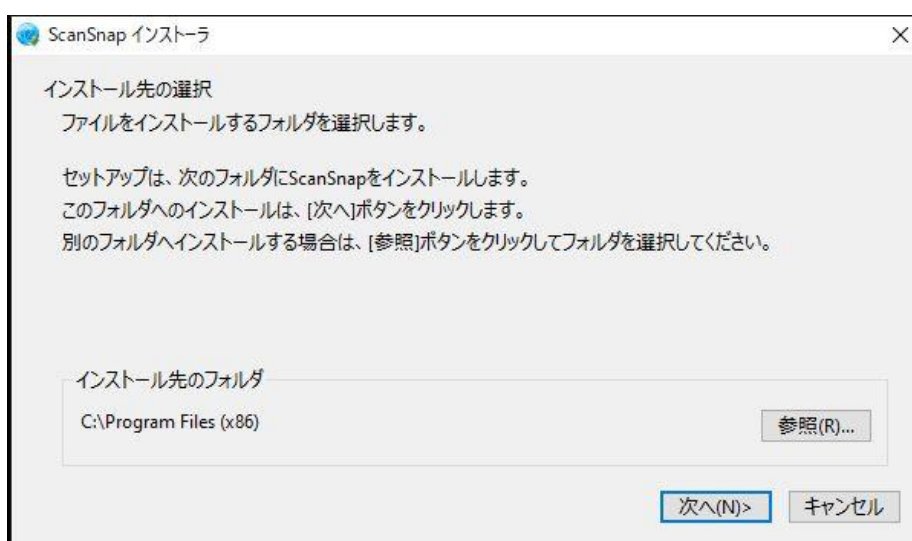 ScanSnap インストーラ
インストール先の選択
ファイルをインストールするフォルダを選択します。
セットアップは、次のフォルダにScanSnapをインストールします。
このフォルダへのインストールは、[次へ]ボタンをクリックします。
別のフォルダへインストールする場合は、[参照]ボタンをクリックしてフォルダを選択してください。
インストール先のフォルダ
C:\Program Files (x86)
参照(R)...
次へ(N)>
キャンセル